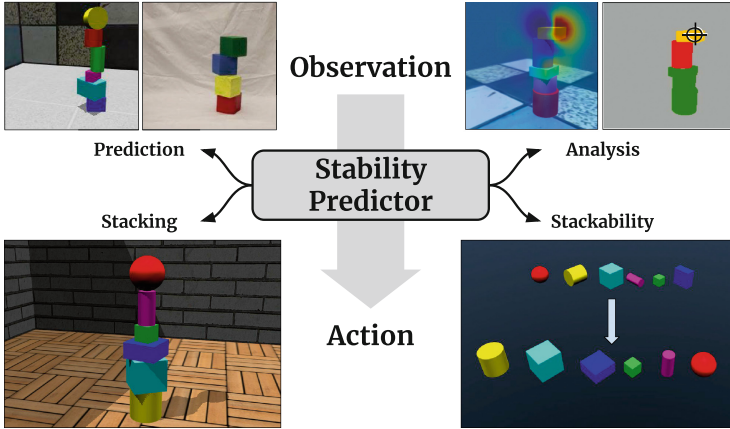 Observation
Prediction
Analysis
Stability
Predictor
Stacking
Stackability
Action